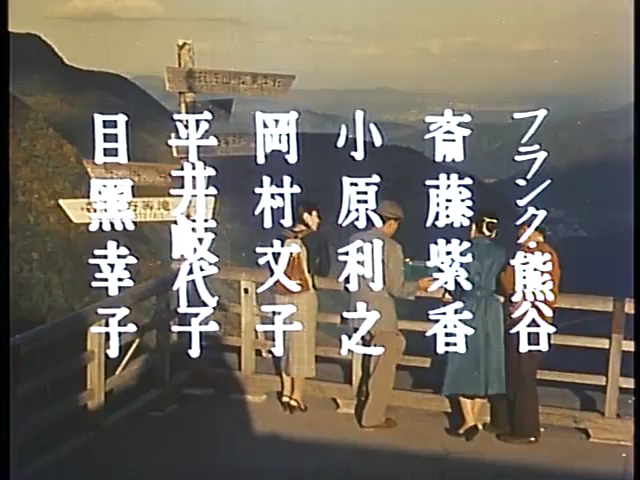 フランク・熊谷
斎藤紫香
小原利之
岡村文子
平井岐代子
目黑幸子